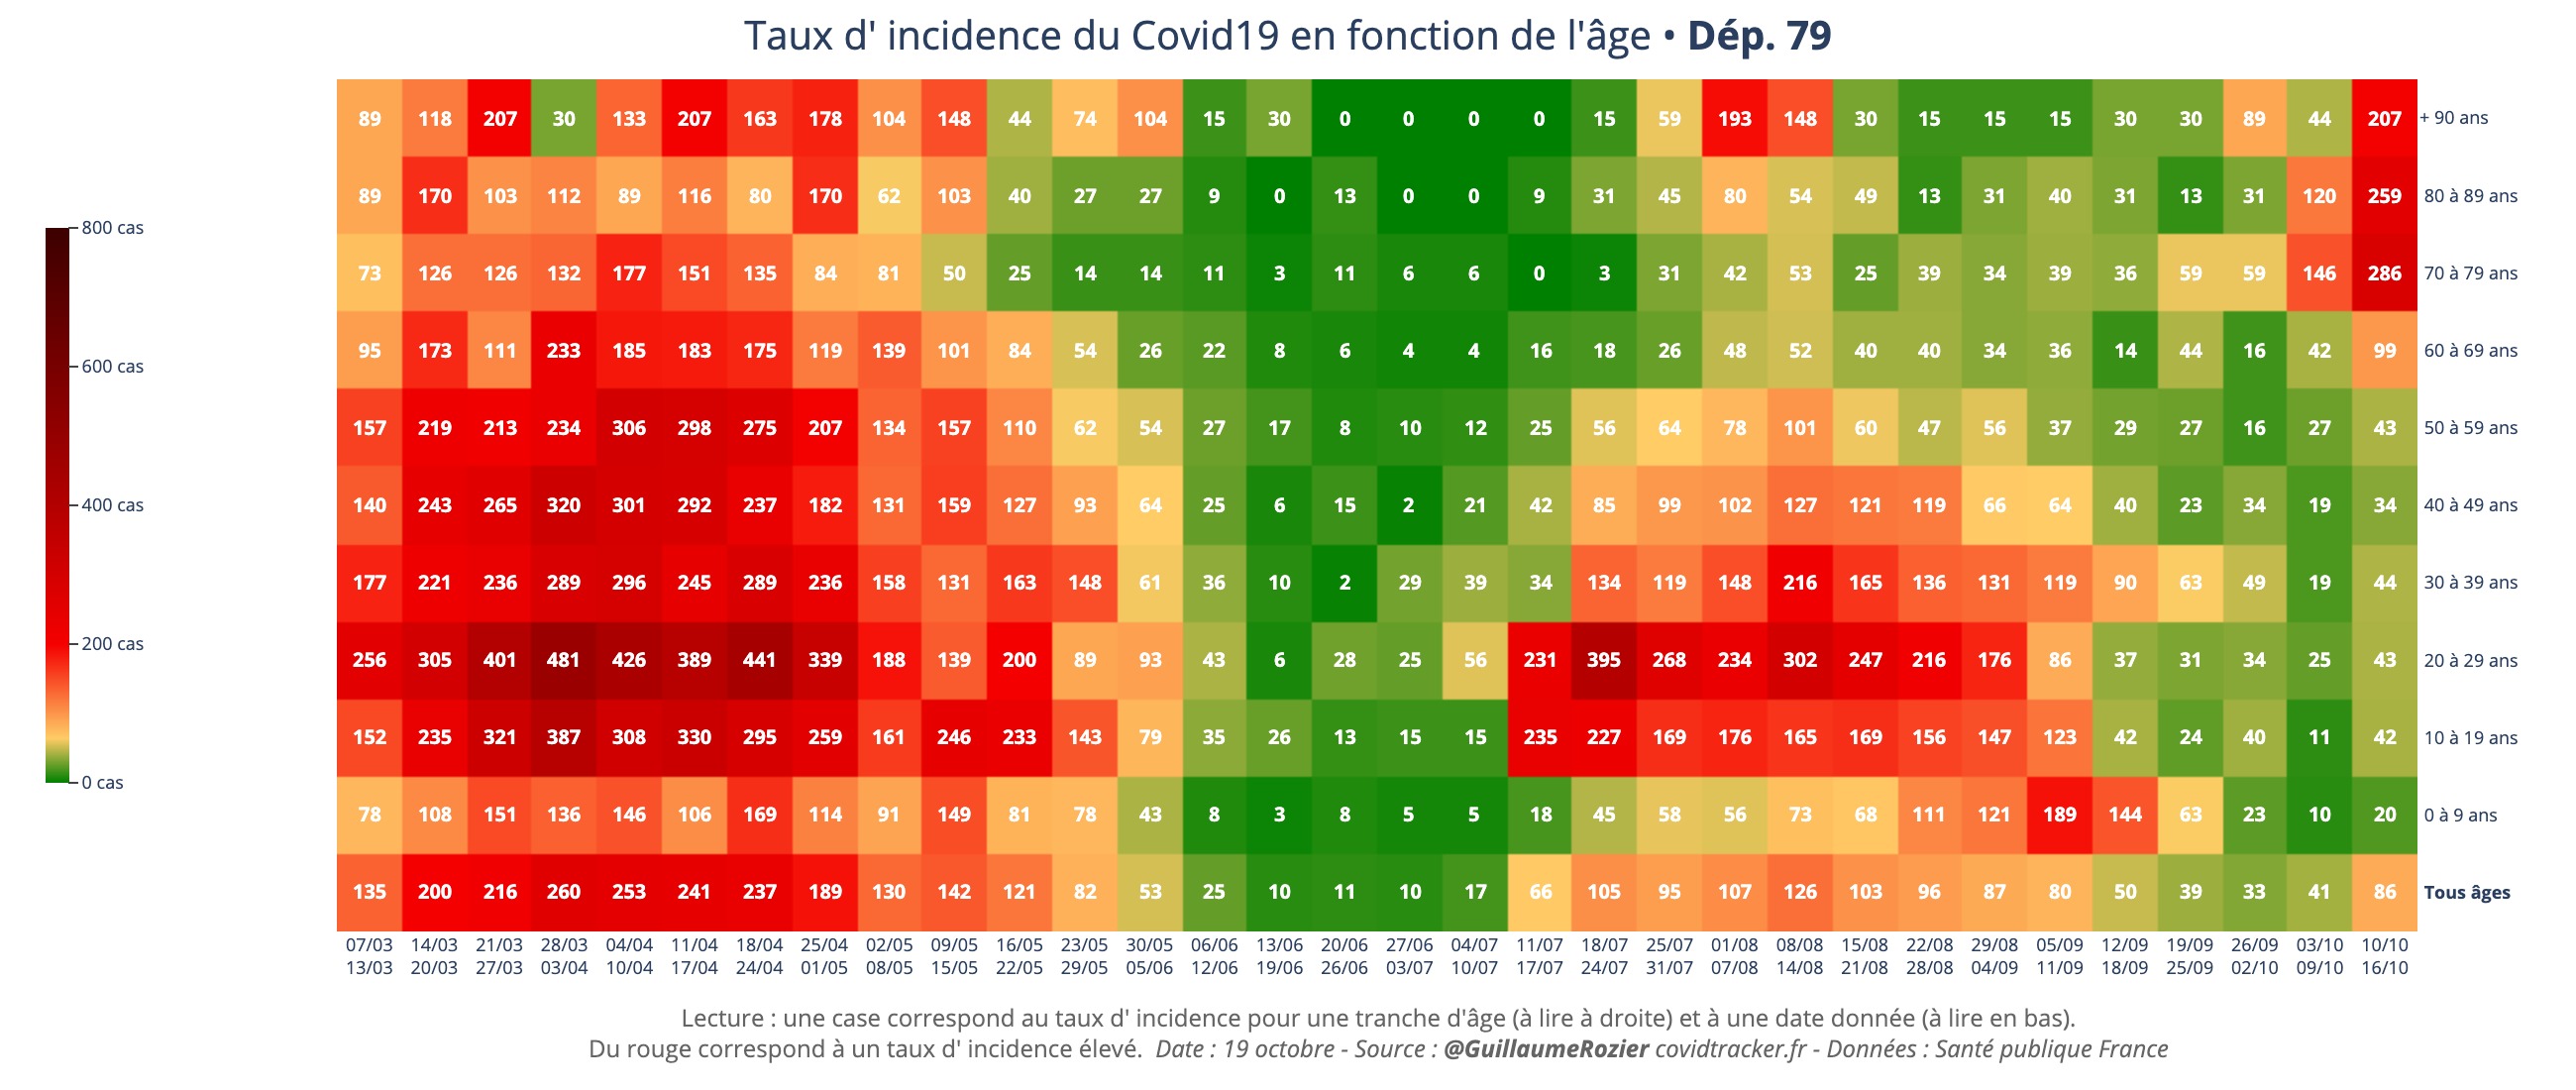 Taux d' incidence du Covid19 en fonction de l'âge • Dép. 79
800 cas
600 cas
400 cas
200 cas
0 cas
89 118 207 30 133 207 163 178 104 148 44 74 104 15 30 0 0 0 0 15 59 193 148 30 15 15 15 30 30 89 44 207 + 90 ans
89 170 103 112 89 116 80 170 62 103 40 27 27 9 0 13 0 0 9 31 45 80 54 49 13 31 40 31 13 31 120 259 80 à 89 ans
73 126 126 132 177 151 135 84 81 50 25 14 14 11 3 11 6 6 0 3 31 42 53 25 39 34 39 36 59 59 146 286 70 à 79 ans
95 173 111 233 185 183 175 119 139 101 84 54 26 22 8 6 4 4 16 18 26 48 52 40 40 34 36 14 44 16 42 99 60 à 69 ans
157 219 213 234 306 298 275 207 134 157 110 62 54 27 17 8 10 12 25 56 64 78 101 60 47 56 37 29 27 16 27 43 50 à 59 ans
140 243 265 320 301 292 237 182 131 159 127 93 64 25 6 15 2 21 42 85 99 102 127 121 119 66 64 40 23 34 19 34 40 à 49 ans
177 221 236 289 296 245 289 236 158 131 163 148 61 36 10 2 29 39 34 134 119 148 216 165 136 131 119 90 63 49 19 44 30 à 39 ans
256 305 401 481 426 389 441 339 188 139 200 89 93 43 6 28 25 56 231 395 268 234 302 247 216 176 86 37 31 34 25 43 20 à 29 ans
152 235 321 387 308 330 295 259 161 246 233 143 79 35 26 13 15 15 235 227 169 176 165 169 156 147 123 42 24 40 11 42 10 à 19 ans
78 108 151 136 146 106 169 114 91 149 81 78 43 8 3 8 5 5 18 45 58 56 73 68 111 121 189 144 63 23 10 20 0 à 9 ans
135 200 216 260 253 241 237 189 130 142 121 82 53 25 10 11 10 17 66 105 95 107 126 103 96 87 80 50 39 33 41 86 Tous âges
07/03 14/03 21/03 28/03 04/04 11/04 18/04 25/04 02/05 09/05 16/05 23/05 30/05 06/06 13/06 20/06 27/06 04/07 11/07 18/07 25/07 01/08 08/08 15/08 22/08 29/08 05/09 12/09 19/09 26/09 03/10 10/10
13/03 20/03 27/03 03/04 10/04 17/04 24/04 01/05 08/05 15/05 22/05 29/05 05/06 12/06 19/06 26/06 03/07 10/07 17/07 24/07 31/07 07/08 14/08 21/08 28/08 04/09 11/09 18/09 25/09 02/10 09/10 16/10
Lecture : une case correspond au taux d' incidence pour une tranche d'âge (à lire à droite) et à une date donnée (à lire en bas).
Du rouge correspond à un taux d' incidence élevé. Date : 19 octobre - Source : @GuillaumeRozier covidtracker.fr - Données : Santé publique France